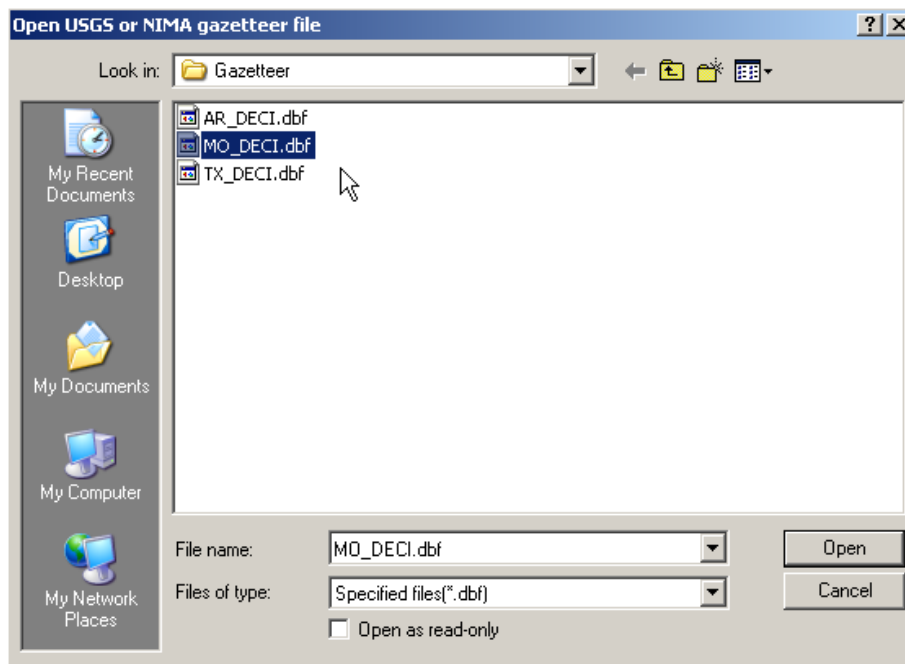 Open USGS or NIMA gazetteer file
Look in:
Gazetteer
AR_DECI.dbf
MO_DECI.dbf
TX_DECI.dbf
My Recent
Documents
Desktop
My Documents
My Computer
My Network
Places
File name:
MO_DECI.dbf
Open
Files of type:
Specified files(*.dbf)
Cancel
Open as read-only